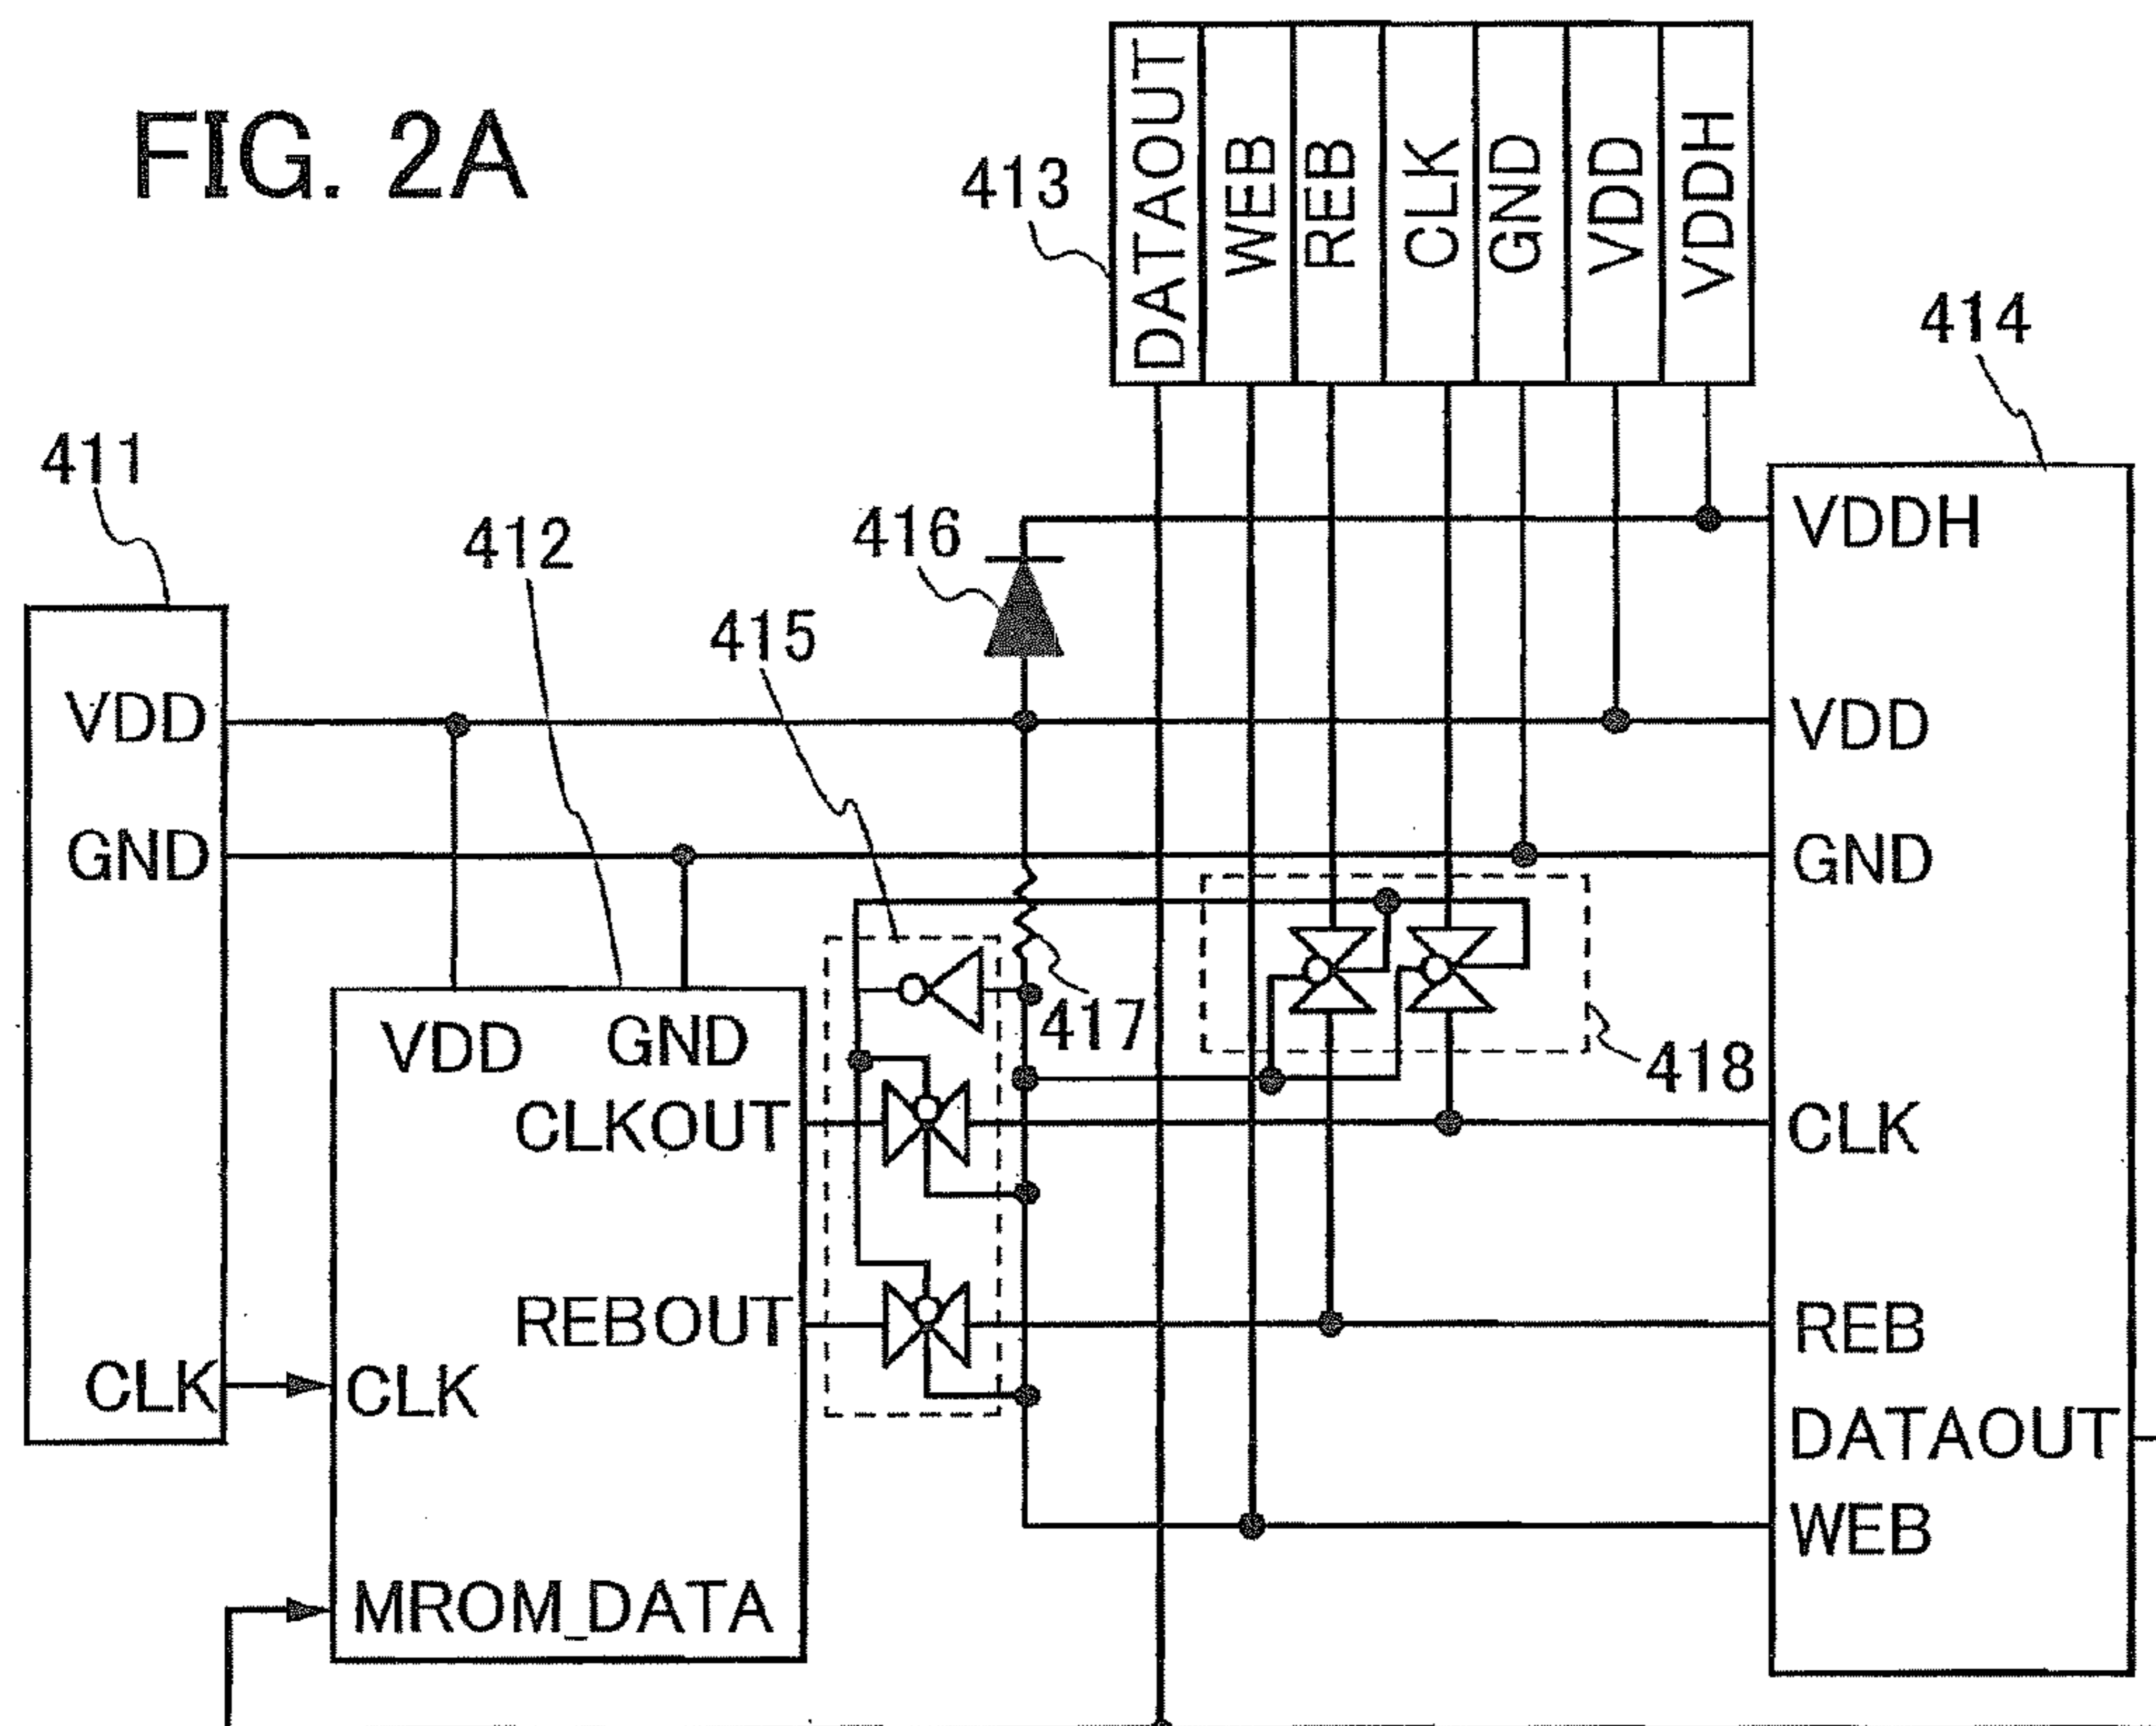 FIG. 2A
DATAOUT
WEB
REB
CLK
GND
VDD
VDDH
413
414
411
412
416
415
417
418
VDD
GND
CLK
VDD
GND
CLKOUT
REBOUT
CLK
MROM_DATA
VDDH
VDD
GND
CLK
REB
DATAOUT
WEB